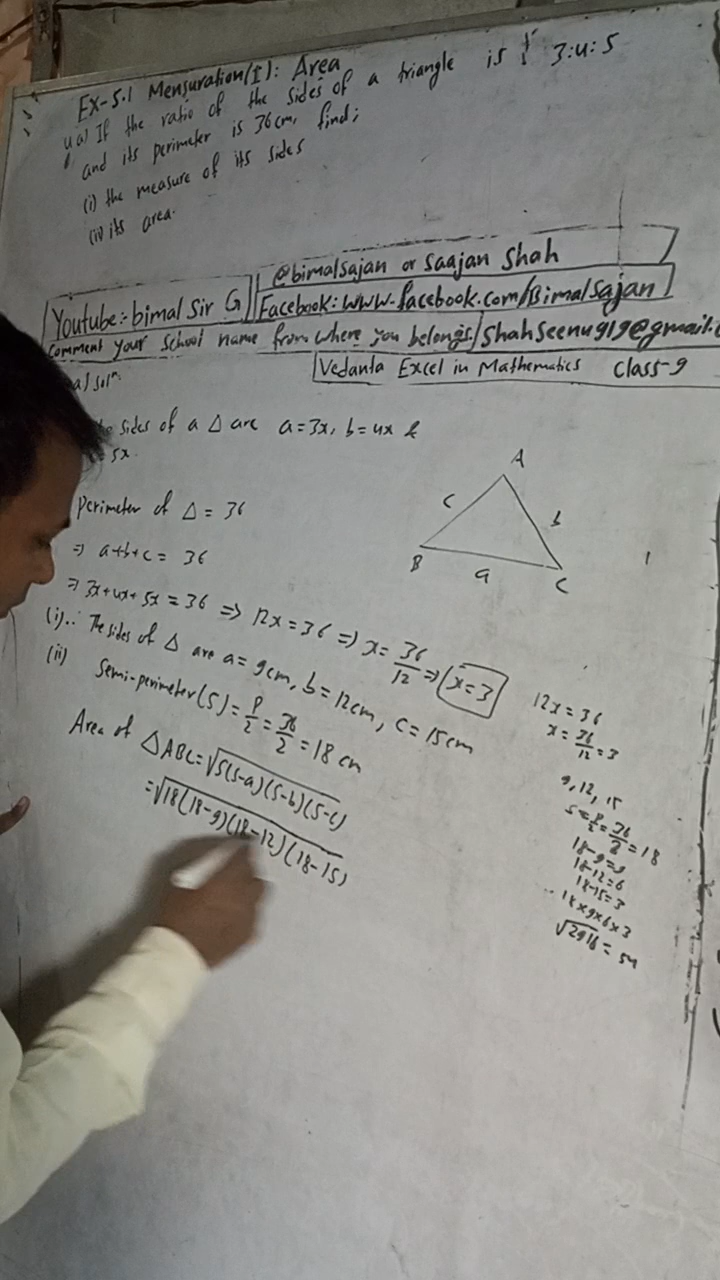 Ex-5.1 Mensuration(I): Area
4 a) If the ratio of the sides of a triangle is 3:4:5
and its perimeter is 36cm, find;
(i) the measure of its sides
(ii) its area.
@bimalsajan or Saajan Shah
Youtube:- bimal Sir G
Facebook: www.facebook.com/Bimalsajan
Comment your school name from where you belongs/shahseenu919@gmail.c
Vedanta Excel in Mathematics Class-9
a) Solⁿ:
sides of a Δ are a=3x, b=4x &
= 5x.
Perimeter of Δ = 36
⇒ a+b+c = 36
⇒ 3x+4x+5x = 36 ⇒ 12x = 36 ⇒ x = 36/12 ⇒ x=3
(i) ∴ The sides of Δ are a = 9cm, b = 12cm, c = 15cm
(ii) Semi-perimeter(S) = P/2 = 36/2 = 18 cm
Area of ΔABC = √S(S-a)(S-b)(S-c)
= √18(18-9)(18-12)(18-15)
A
c
b
B
a
C
12x = 36
x = 36/12 = 3
9, 12, 15
S = P/2 = 36/2 = 18
18-9=9
18-12=6
18-15=3
18×9×6×3
√2916 = 54